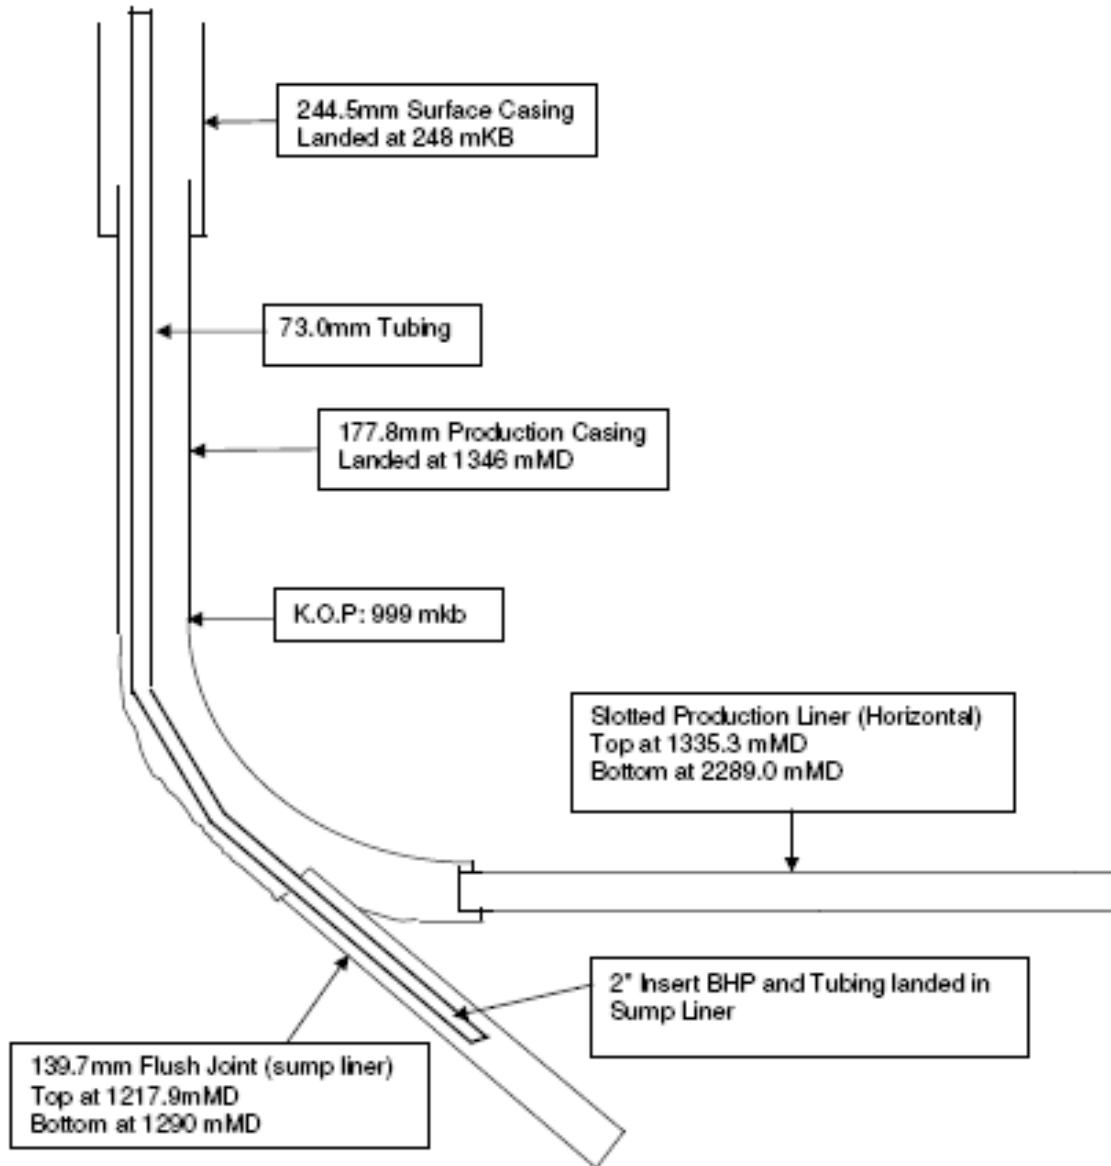 244.5mm Surface Casing
Landed at 248 mKB
73.0mm Tubing
177.8mm Production Casing
Landed at 1346 mMD
K.O.P: 999 mkb
Slotted Production Liner (Horizontal)
Top at 1335.3 mMD
Bottom at 2289.0 mMD
2" Insert BHP and Tubing landed in
Sump Liner
139.7mm Flush Joint (sump liner)
Top at 1217.9mMD
Bottom at 1290 mMD